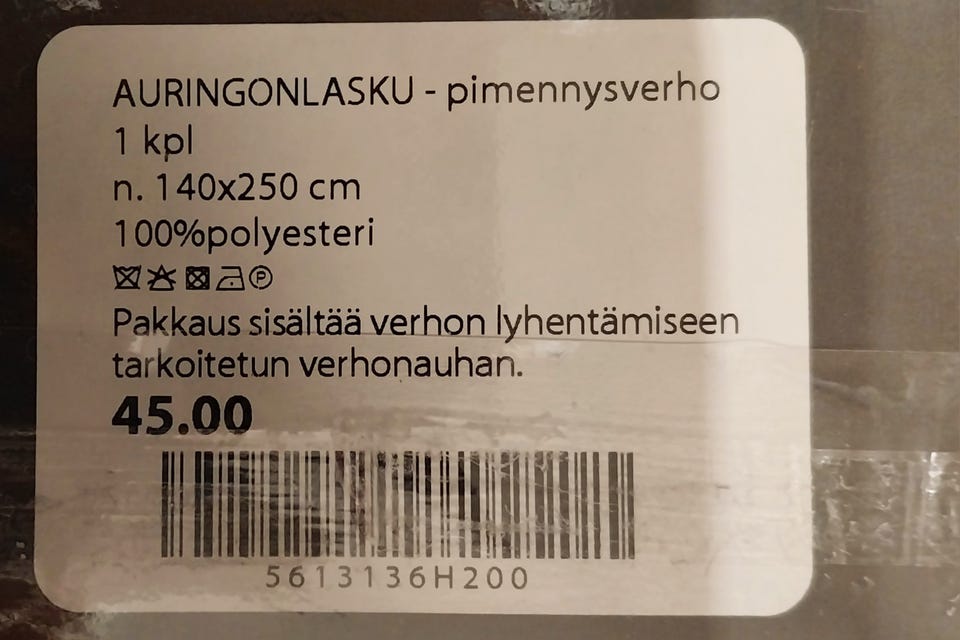 AURINGONLASKU - pimennysverho
1 kpl
n. 140x250 cm
100%polyesteri
P
Pakkaus sisältää verhon lyhentämiseen
tarkoitetun verhonauhan.
45.00
5613136H200